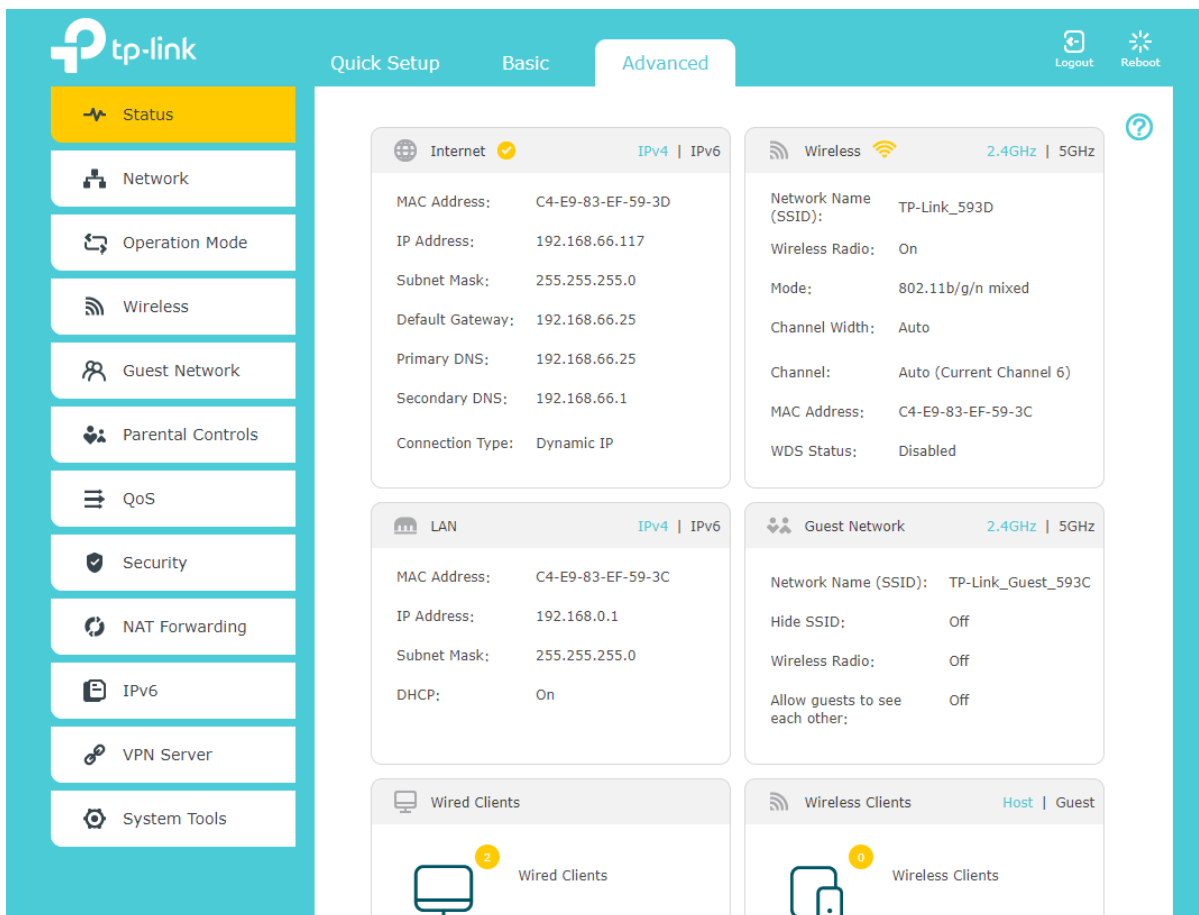 tp-link
Quick Setup Basic Advanced
Logout Reboot
Status
Network
Operation Mode
Wireless
Guest Network
Parental Controls
QoS
Security
NAT Forwarding
IPv6
VPN Server
System Tools
Internet IPv4 | IPv6
MAC Address: C4-E9-83-EF-59-3D
IP Address: 192.168.66.117
Subnet Mask: 255.255.255.0
Default Gateway: 192.168.66.25
Primary DNS: 192.168.66.25
Secondary DNS: 192.168.66.1
Connection Type: Dynamic IP
Wireless 2.4GHz | 5GHz
Network Name
(SSID): TP-Link_593D
Wireless Radio: On
Mode: 802.11b/g/n mixed
Channel Width: Auto
Channel: Auto (Current Channel 6)
MAC Address: C4-E9-83-EF-59-3C
WDS Status: Disabled
LAN IPv4 | IPv6
MAC Address: C4-E9-83-EF-59-3C
IP Address: 192.168.0.1
Subnet Mask: 255.255.255.0
DHCP: On
Guest Network 2.4GHz | 5GHz
Network Name (SSID): TP-Link_Guest_593C
Hide SSID: Off
Wireless Radio: Off
Allow guests to see Off
each other:
Wired Clients
2
Wired Clients
Wireless Clients Host | Guest
0
Wireless Clients